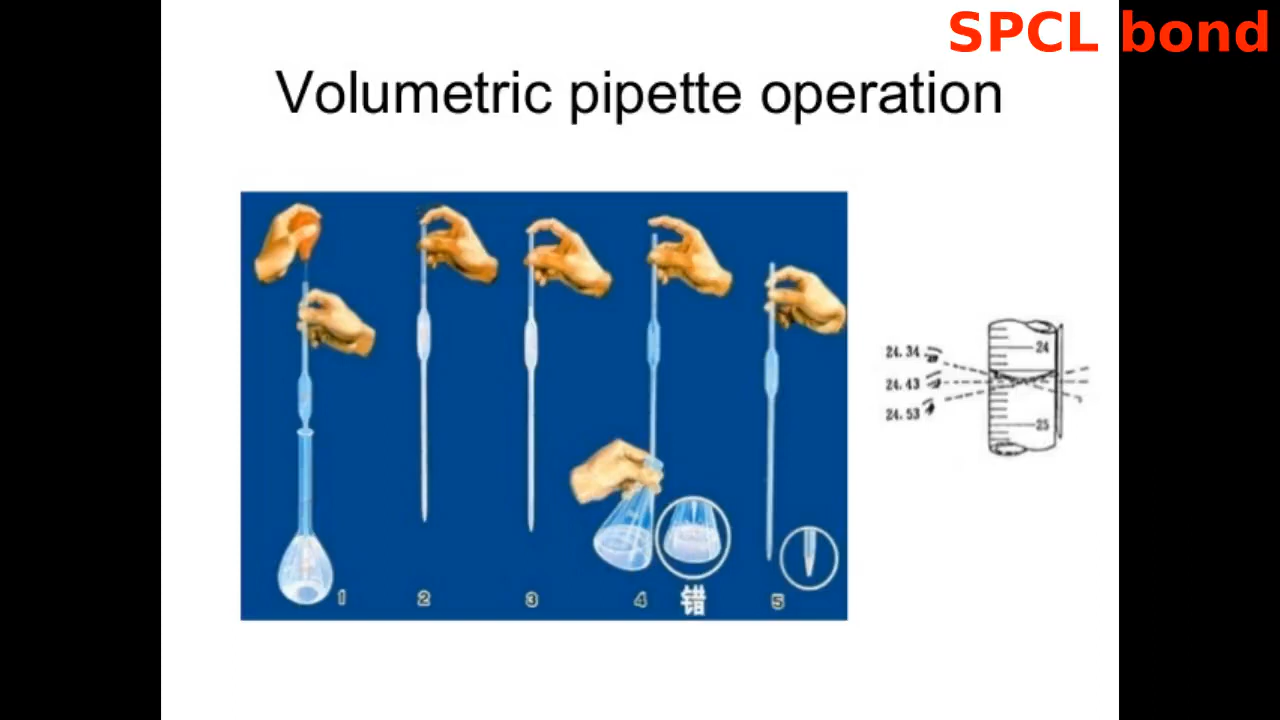 SPCL bond
Volumetric pipette operation
24.34
24.43
24.53
24
25
1 2 3 4 错 5